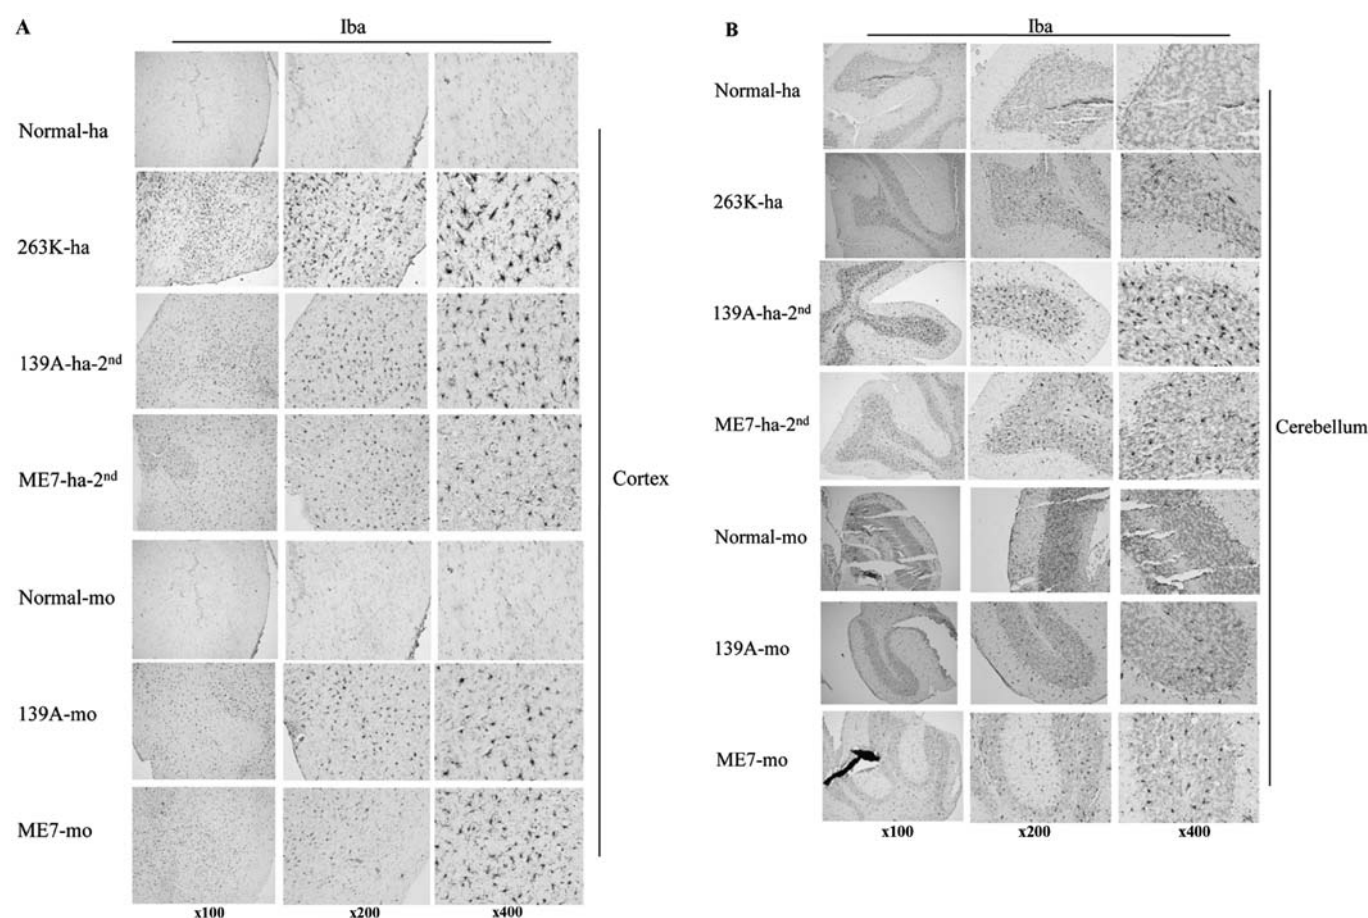 A
Iba
Normal-ha
263K-ha
139A-ha-2nd
ME7-ha-2nd
Normal-mo
139A-mo
ME7-mo
Cortex
x100 x200 x400
B
Iba
Normal-ha
263K-ha
139A-ha-2nd
ME7-ha-2nd
Normal-mo
139A-mo
ME7-mo
Cerebellum
x100 x200 x400